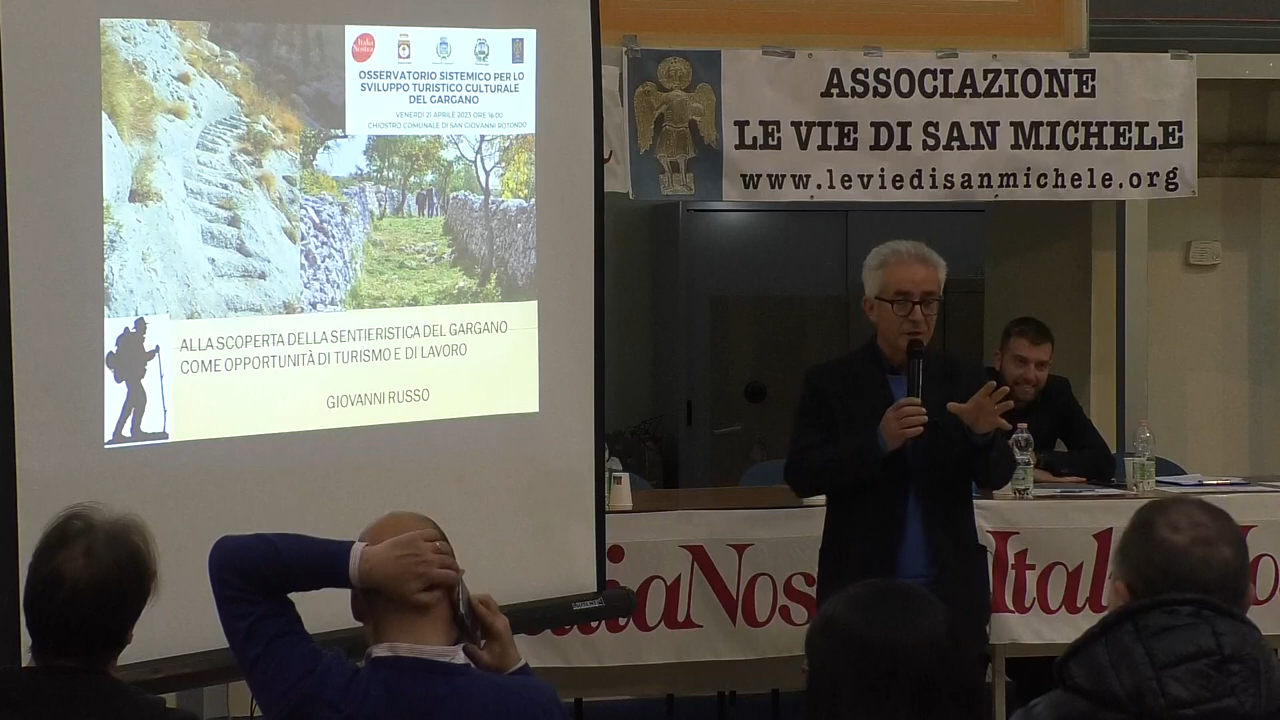 Italia
Nostra
OSSERVATORIO SISTEMICO PER LO
SVILUPPO TURISTICO CULTURALE
DEL GARGANO
VENERDI 21 APRILE 2023 ORE 16:00
CHIOSTRO COMUNALE DI SAN GIOVANNI ROTONDO
ALLA SCOPERTA DELLA SENTIERISTICA DEL GARGANO
COME OPPORTUNITÀ DI TURISMO E DI LAVORO
GIOVANNI RUSSO
ASSOCIAZIONE
LE VIE DI SAN MICHELE
www.leviedisanmichele.org
iaNos
Ital